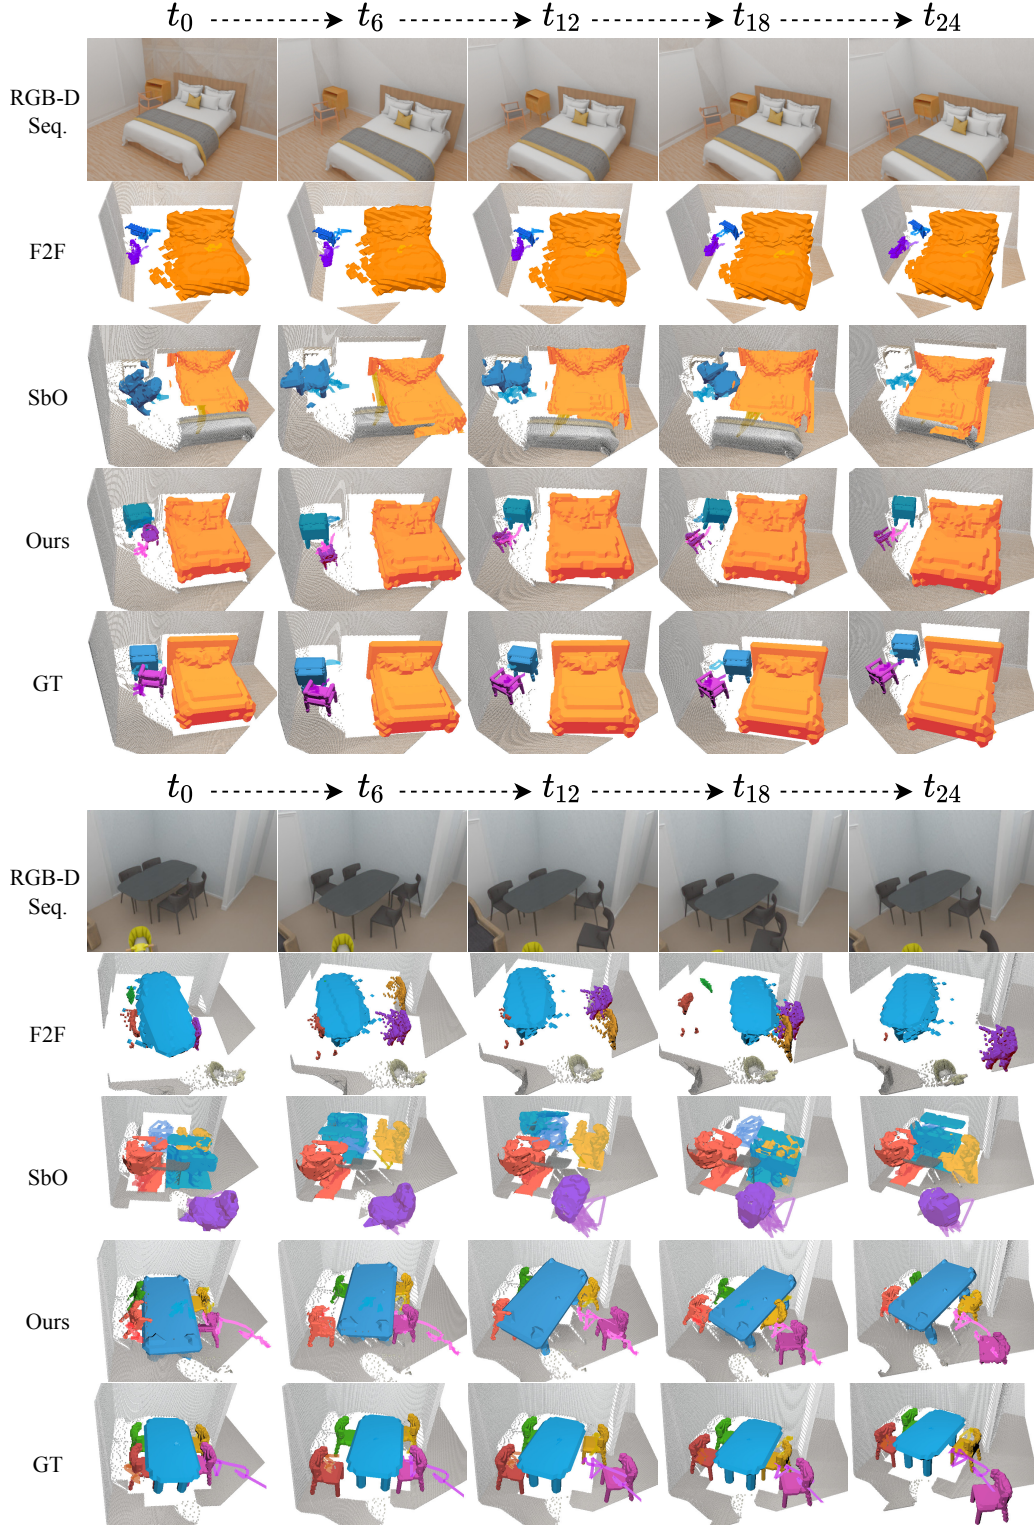 t0 t6 t12 t18 t24
RGB-D
Seq.
F2F
SbO
Ours
GT
t0 t6 t12 t18 t24
RGB-D
Seq.
F2F
SbO
Ours
GT